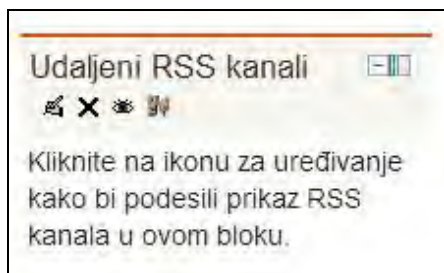 Udaljeni RSS kanali
Kliknite na ikonu za uređivanje
kako bi podesili prikaz RSS
kanala u ovom bloku.